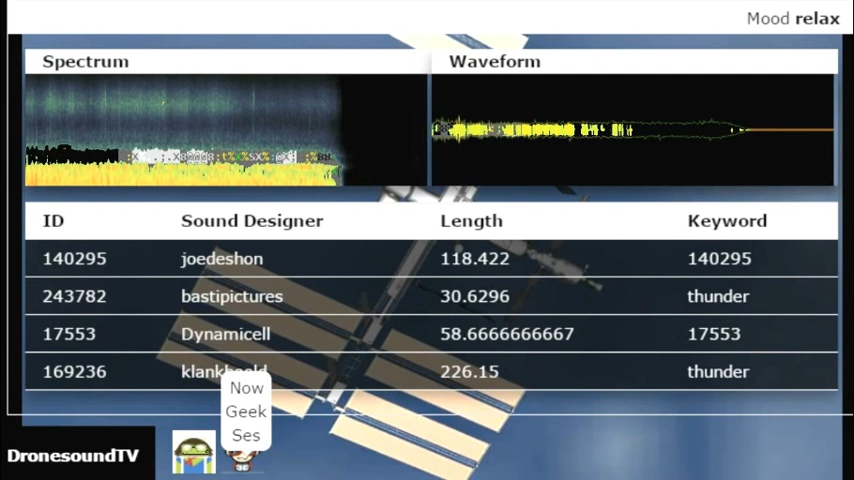 Mood relax
Spectrum
Waveform
ID Sound Designer Length Keyword
140295 joedeshon 118.422 140295
243782 bastipictures 30.6296 thunder
17553 Dynamicell 58.6666666667 17553
169236 226.15 thunder
Now
Geek
Ses
DronesoundTV